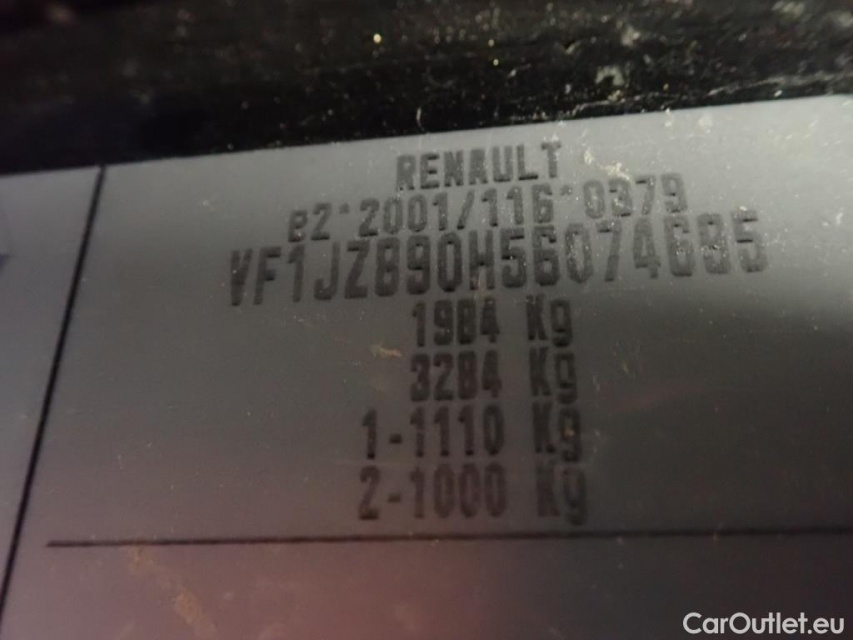 RENAULT
e2*2001/116*0379
VF1JZB90H56074685
1984 Kg
3284 Kg
1-1110 Kg
2-1000 Kg
CarOutlet.eu